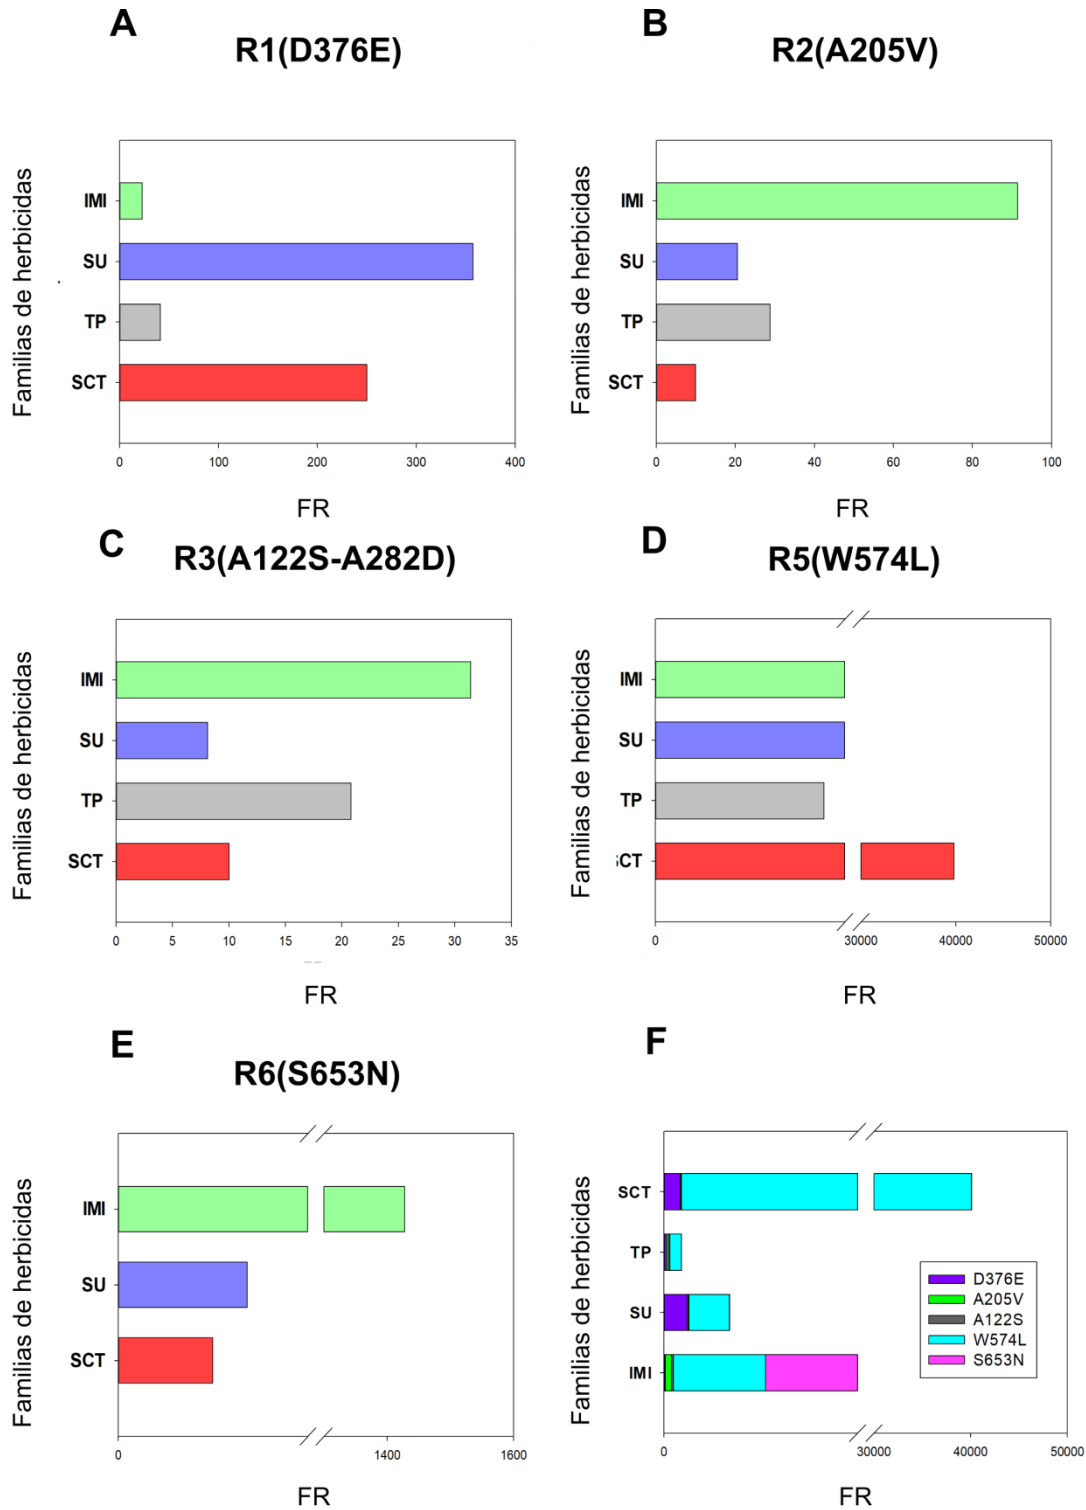 A
R1(D376E)
Familias de herbicidas
IMI
SU
TP
SCT
0 100 200 300 400
FR
B
R2(A205V)
Familias de herbicidas
IMI
SU
TP
SCT
0 20 40 60 80 100
FR
C
R3(A122S-A282D)
Familias de herbicidas
IMI
SU
TP
SCT
0 5 10 15 20 25 30 35
FR
D
R5(W574L)
Familias de herbicidas
IMI
SU
TP
SCT
0 30000 40000 50000
FR
E
R6(S653N)
Familias de herbicidas
IMI
SU
SCT
0 1400 1600
FR
F
Familias de herbicidas
SCT
TP
SU
IMI
D376E
A205V
A122S
W574L
S653N
0 30000 40000 50000
FR